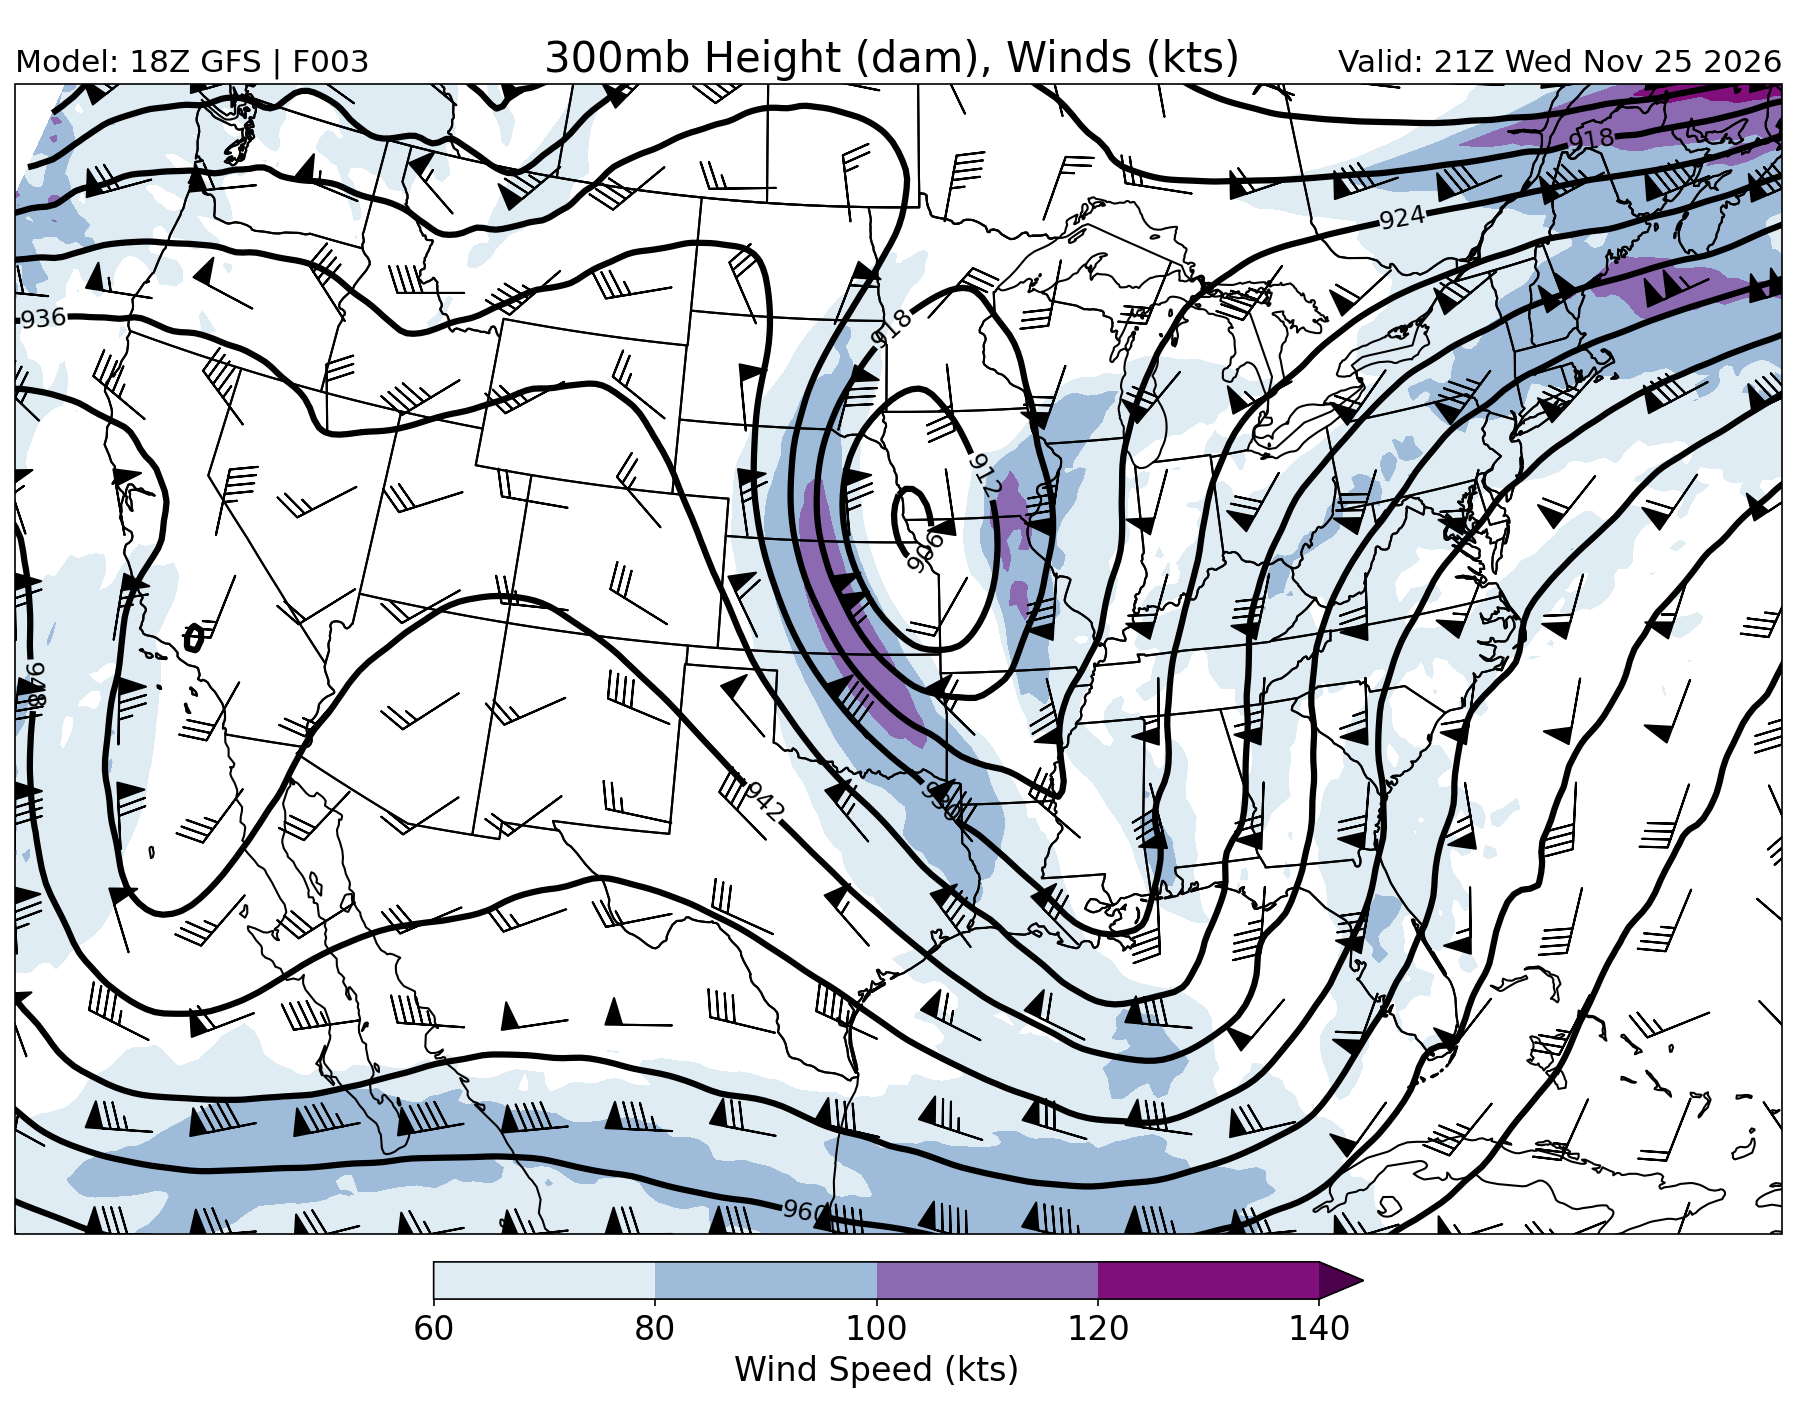 Model: 18Z GFS | F003
300mb Height (dam), Winds (kts)
Valid: 21Z Wed Nov 25 2026
918
924
936
918
912
906
948
942
930
960
60 80 100 120 140
Wind Speed (kts)